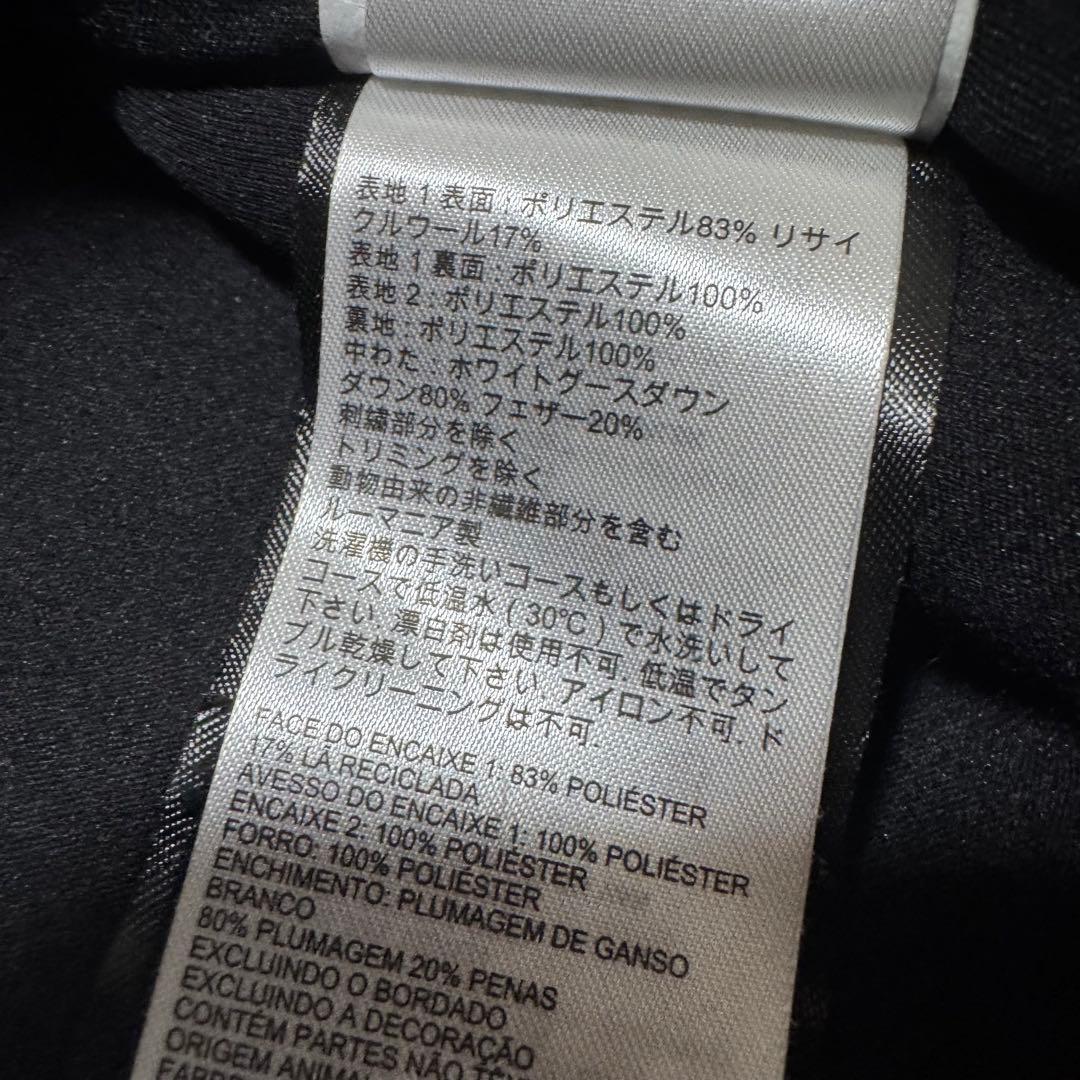 表地 1 表面 : ポリエステル83% リサイ
クルウール17%
表地 1 裏面 : ポリエステル100%
表地 2 : ポリエステル100%
裏地 : ポリエステル100%
中わた : ホワイトグースダウン
ダウン80% フェザー20%
刺繍部分を除く
トリミングを除く
動物由来の非繊維部分を含む
ルーマニア製
洗濯機の手洗いコースもしくはドライ
コースで低温水 ( 30℃ ) で水洗いして
下さい. 漂白剤は使用不可. 低温でタン
ブル乾燥して下さい. アイロン不可. ド
ライクリーニングは不可.
FACE DO ENCAIXE 1: 83% POLIÉSTER
17% LÃ RECICLADA
AVESSO DO ENCAIXE 1: 100% POLIÉSTER
ENCAIXE 2: 100% POLIÉSTER
FORRO: 100% POLIÉSTER
ENCHIMENTO: PLUMAGEM DE GANSO
BRANCO
80% PLUMAGEM 20% PENAS
EXCLUINDO O BORDADO
EXCLUINDO A DECORAÇÃO
CONTÉM PARTES NÃO
ORIGEM